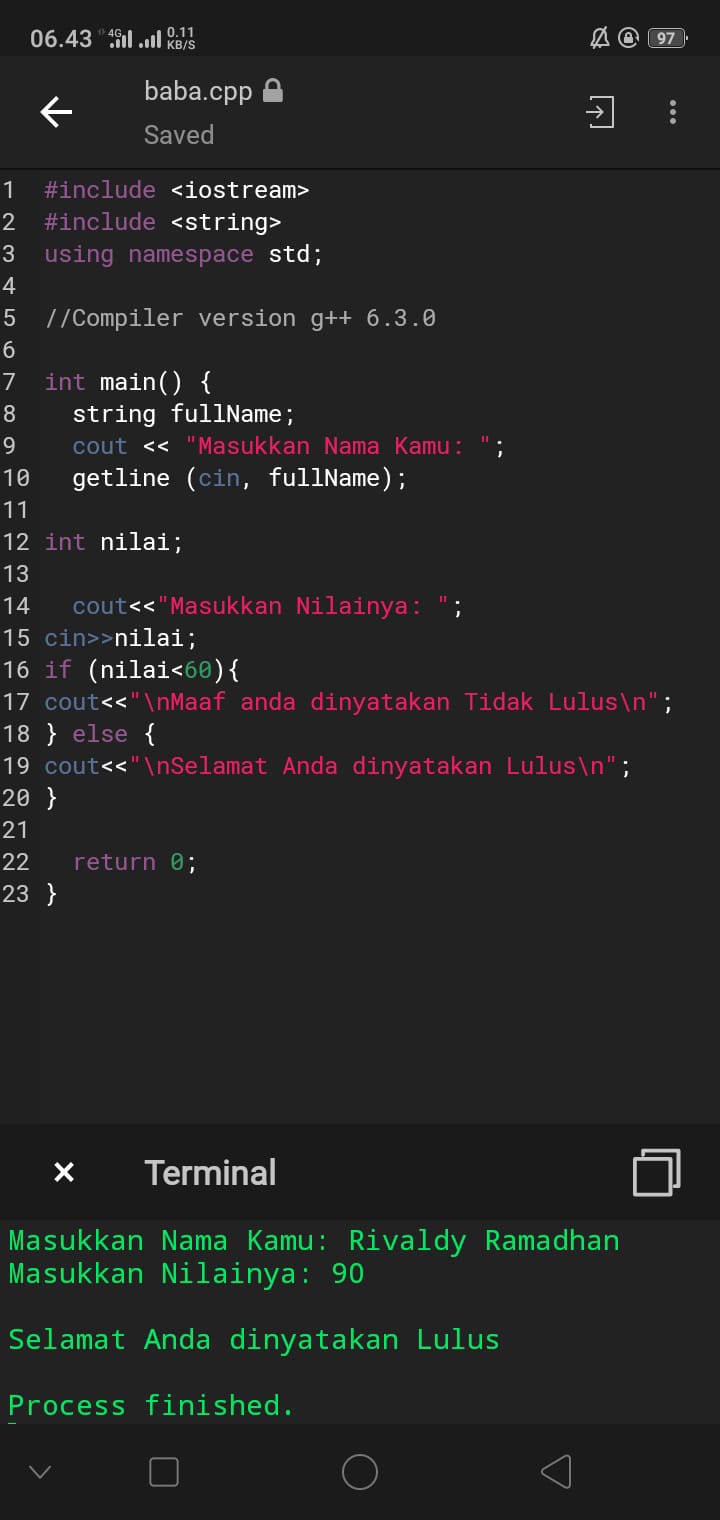 06.43 4G 0.11 KB/S 97
baba.cpp
Saved
1 #include <iostream>
2 #include <string>
3 using namespace std;
4
5 //Compiler version g++ 6.3.0
6
7 int main() {
8 string fullName;
9 cout << "Masukkan Nama Kamu: ";
10 getline (cin, fullName);
11
12 int nilai;
13
14 cout<<"Masukkan Nilainya: ";
15 cin>>nilai;
16 if (nilai<60){
17 cout<<"\nMaaf anda dinyatakan Tidak Lulus\n";
18 } else {
19 cout<<"\nSelamat Anda dinyatakan Lulus\n";
20 }
21
22 return 0;
23 }
Terminal
Masukkan Nama Kamu: Rivaldy Ramadhan
Masukkan Nilainya: 90
Selamat Anda dinyatakan Lulus
Process finished.